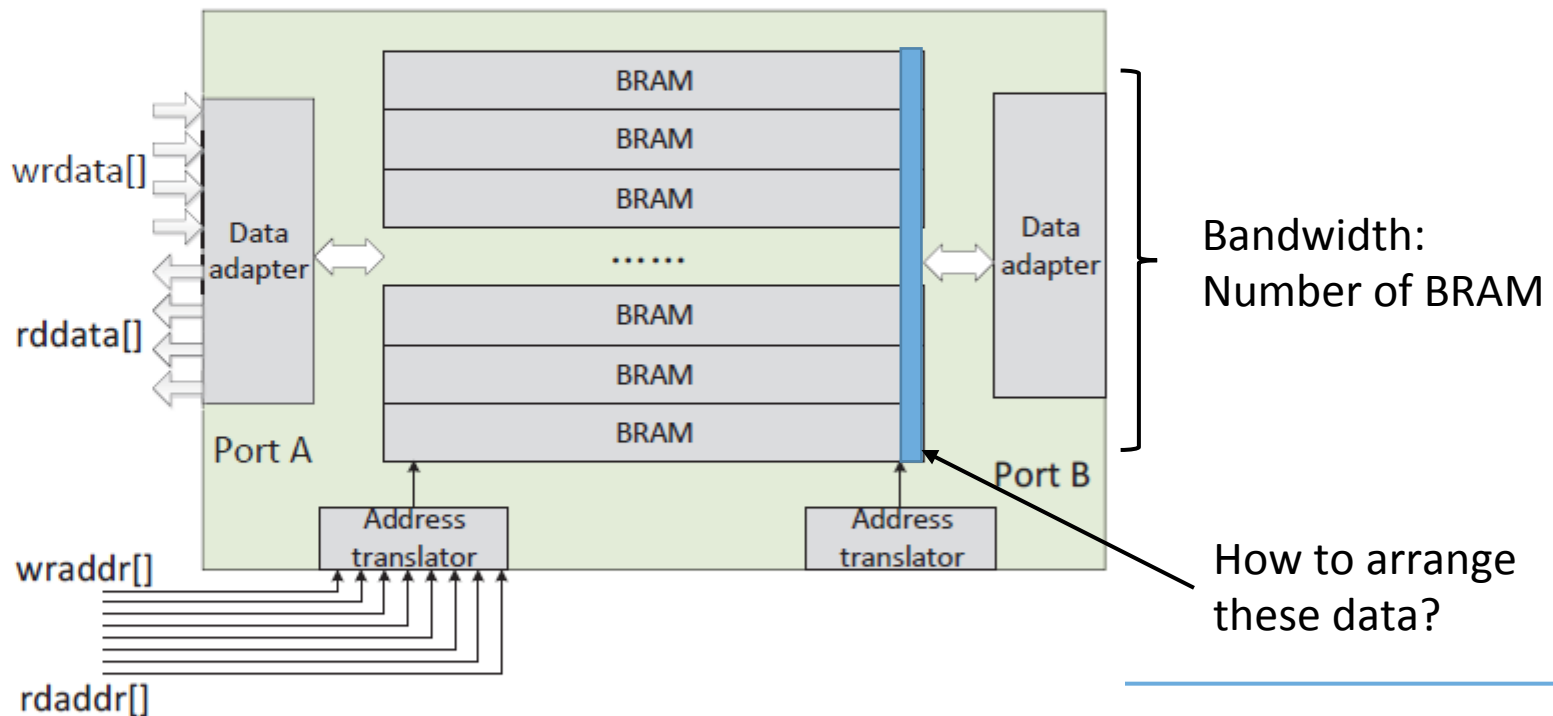 wrdata[]
rddata[]
Data
adapter
Port A
BRAM
BRAM
BRAM
......
BRAM
BRAM
BRAM
Data
adapter
Port B
Address
translator
Address
translator
wraddr[]
rdaddr[]
Bandwidth:
Number of BRAM
How to arrange
these data?